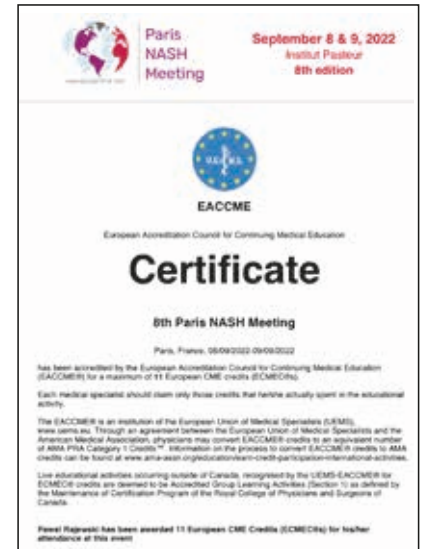 Paris
NASH
Meeting
September 8 & 9, 2022
Institut Pasteur
8th edition
U.E.M.S.
EACCME
European Accreditation Council for Continuing Medical Education
Certificate
8th Paris NASH Meeting
Paris, France, 08/09/2022-09/09/2022
has been accredited by the European Accreditation Council for Continuing Medical Education
(EACCME®) for a maximum of 11 European CME credits (ECMECs).
Each medical specialist should claim only those credits that he/she actually spent in the educational
activity.
The EACCME® is an institution of the European Union of Medical Specialists (UEMS),
www.uems.eu. Through an agreement between the European Union of Medical Specialists and the
American Medical Association, physicians may convert EACCME® credits to an equivalent number
of AMA PRA Category 1 Credits™. Information on the process to convert EACCME® credits to AMA
credits can be found at www.ama-assn.org/education/earn-credit-participation-international-activities.
Live educational activities occurring outside of Canada, recognised by the UEMS-EACCME® for
ECMEC® credits are deemed to be Accredited Group Learning Activities (Section 1) as defined by
the Maintenance of Certification Program of the Royal College of Physicians and Surgeons of
Canada.
Pawel Rajewski has been awarded 11 European CME Credits (ECMECs) for his/her
attendance at this event